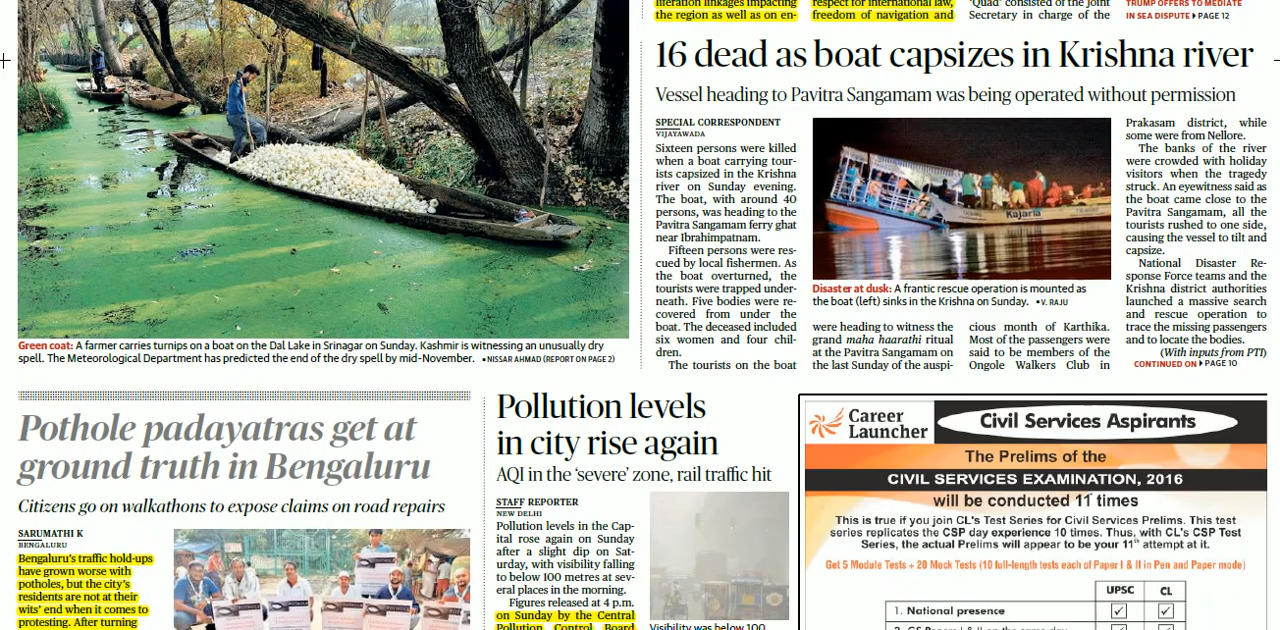 literation linkages impacting
the region as well as on en-
respect for international law,
freedom of navigation and
'Quad' consisted of the Joint
Secretary in charge of the
TRUMP OFFERS TO MEDIATE
IN SEA DISPUTE PAGE 12
16 dead as boat capsizes in Krishna river
Vessel heading to Pavitra Sangamam was being operated without permission
SPECIAL CORRESPONDENT
VIJAYAWADA
Sixteen persons were killed
when a boat carrying tour-
ists capsized in the Krishna
river on Sunday evening.
The boat, with around 40
persons, was heading to the
Pavitra Sangamam ferry ghat
near Ibrahimpatnam.
Fifteen persons were res-
cued by local fishermen. As
the boat overturned, the
tourists were trapped under-
neath. Five bodies were re-
covered from under the
boat. The deceased included
six women and four chil-
dren.
The tourists on the boat
Kajaria
Disaster at dusk: A frantic rescue operation is mounted as
the boat (left) sinks in the Krishna on Sunday. • V. RAJU
were heading to witness the
grand maha haarathi ritual
at the Pavitra Sangamam on
the last Sunday of the auspi-
cious month of Karthika.
Most of the passengers were
said to be members of the
Ongole Walkers Club in
Prakasam district, while
some were from Nellore.
The banks of the river
were crowded with holiday
visitors when the tragedy
struck. An eyewitness said as
the boat came close to the
Pavitra Sangamam, all the
tourists rushed to one side,
causing the vessel to tilt and
capsize.
National Disaster Re-
sponse Force teams and the
Krishna district authorities
launched a massive search
and rescue operation to
trace the missing passengers
and to locate the bodies.
(With inputs from PTI)
CONTINUED ON PAGE 10
Green coat: A farmer carries turnips on a boat on the Dal Lake in Srinagar on Sunday. Kashmir is witnessing an unusually dry
spell. The Meteorological Department has predicted the end of the dry spell by mid-November. • NISSAR AHMAD (REPORT ON PAGE 2)
Pothole padayatras get at
ground truth in Bengaluru
Citizens go on walkathons to expose claims on road repairs
SARUMATHI K
BENGALURU
Bengaluru's traffic hold-ups
have grown worse with
potholes, but the city's
residents are not at their
wits' end when it comes to
protesting. After turning
Pollution levels
in city rise again
AQI in the 'severe' zone, rail traffic hit
STAFF REPORTER
NEW DELHI
Pollution levels in the Cap-
ital rose again on Sunday
after a slight dip on Sat-
urday, with visibility falling
to below 100 metres at sev-
eral places in the morning.
Figures released at 4 p.m.
on Sunday by the Central
Pollution Control Board
Visibility was below 100
Career
Launcher
Civil Services Aspirants
The Prelims of the
CIVIL SERVICES EXAMINATION, 2016
will be conducted 11 times
This is true if you join CL's Test Series for Civil Services Prelims. This test
series replicates the CSP day experience 10 times. Thus, with CL's CSP Test
Series, the actual Prelims will appear to be your 11th attempt at it.
Get 5 Module Tests + 20 Mock Tests (10 full-length tests each of Paper I & II in Pen and Paper mode)
UPSC CL
1. National presence ✓ ✓